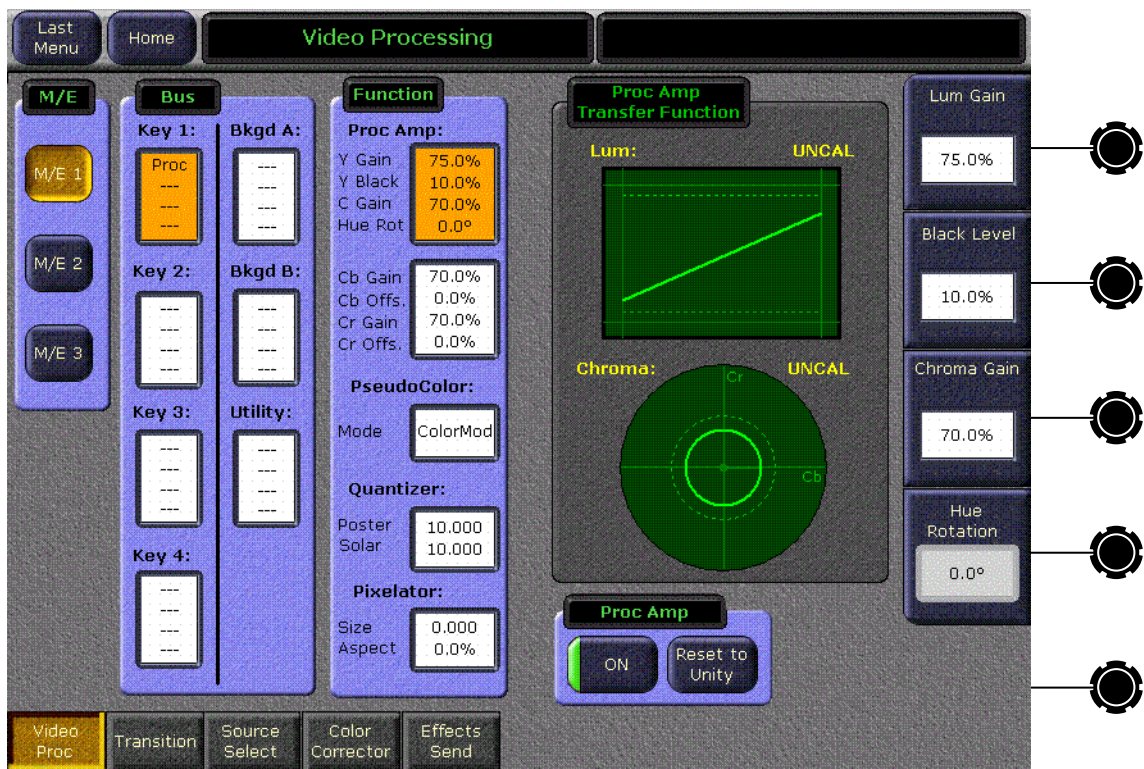 Last
Menu
Home
Video Processing
M/E
M/E 1
M/E 2
M/E 3
Bus
Key 1:
Proc
---
---
---
Bkgd A:
---
---
---
---
Key 2:
---
---
---
---
Bkgd B:
---
---
---
---
Key 3:
---
---
---
---
Utility:
---
---
---
---
Key 4:
---
---
---
---
Function
Proc Amp:
Y Gain 75.0%
Y Black 10.0%
C Gain 70.0%
Hue Rot 0.0º
Cb Gain 70.0%
Cb Offs. 0.0%
Cr Gain 70.0%
Cr Offs. 0.0%
PseudoColor:
Mode ColorMod
Quantizer:
Poster 10.000
Solar 10.000
Pixelator:
Size 0.000
Aspect 0.0%
Proc Amp
Transfer Function
Lum: UNCAL
Chroma: UNCAL
Cr
Cb
Proc Amp
ON
Reset to
Unity
Lum Gain
75.0%
Black Level
10.0%
Chroma Gain
70.0%
Hue
Rotation
0.0º
Video
Proc
Transition
Source
Select
Color
Corrector
Effects
Send